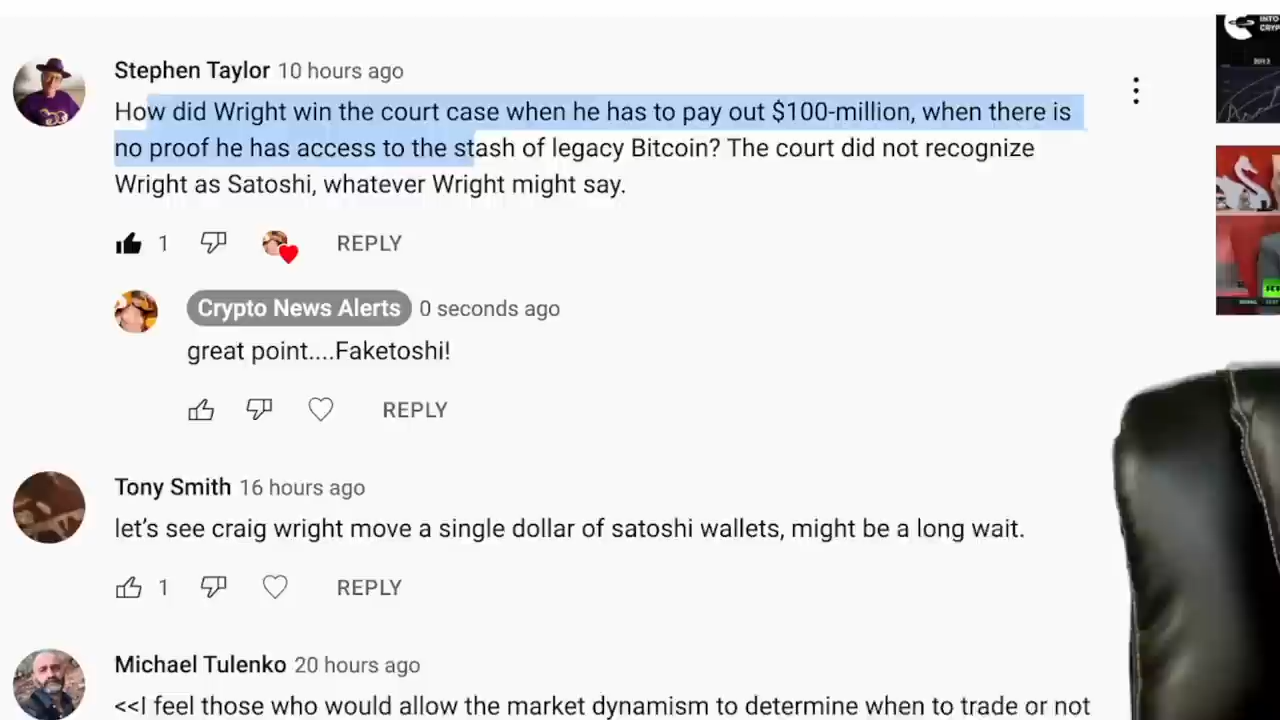 Stephen Taylor 10 hours ago
How did Wright win the court case when he has to pay out $100-million, when there is
no proof he has access to the stash of legacy Bitcoin? The court did not recognize
Wright as Satoshi, whatever Wright might say.
1 REPLY
Crypto News Alerts 0 seconds ago
great point....Faketoshi!
REPLY
Tony Smith 16 hours ago
let’s see craig wright move a single dollar of satoshi wallets, might be a long wait.
1 REPLY
Michael Tulenko 20 hours ago
<<I feel those who would allow the market dynamism to determine when to trade or not